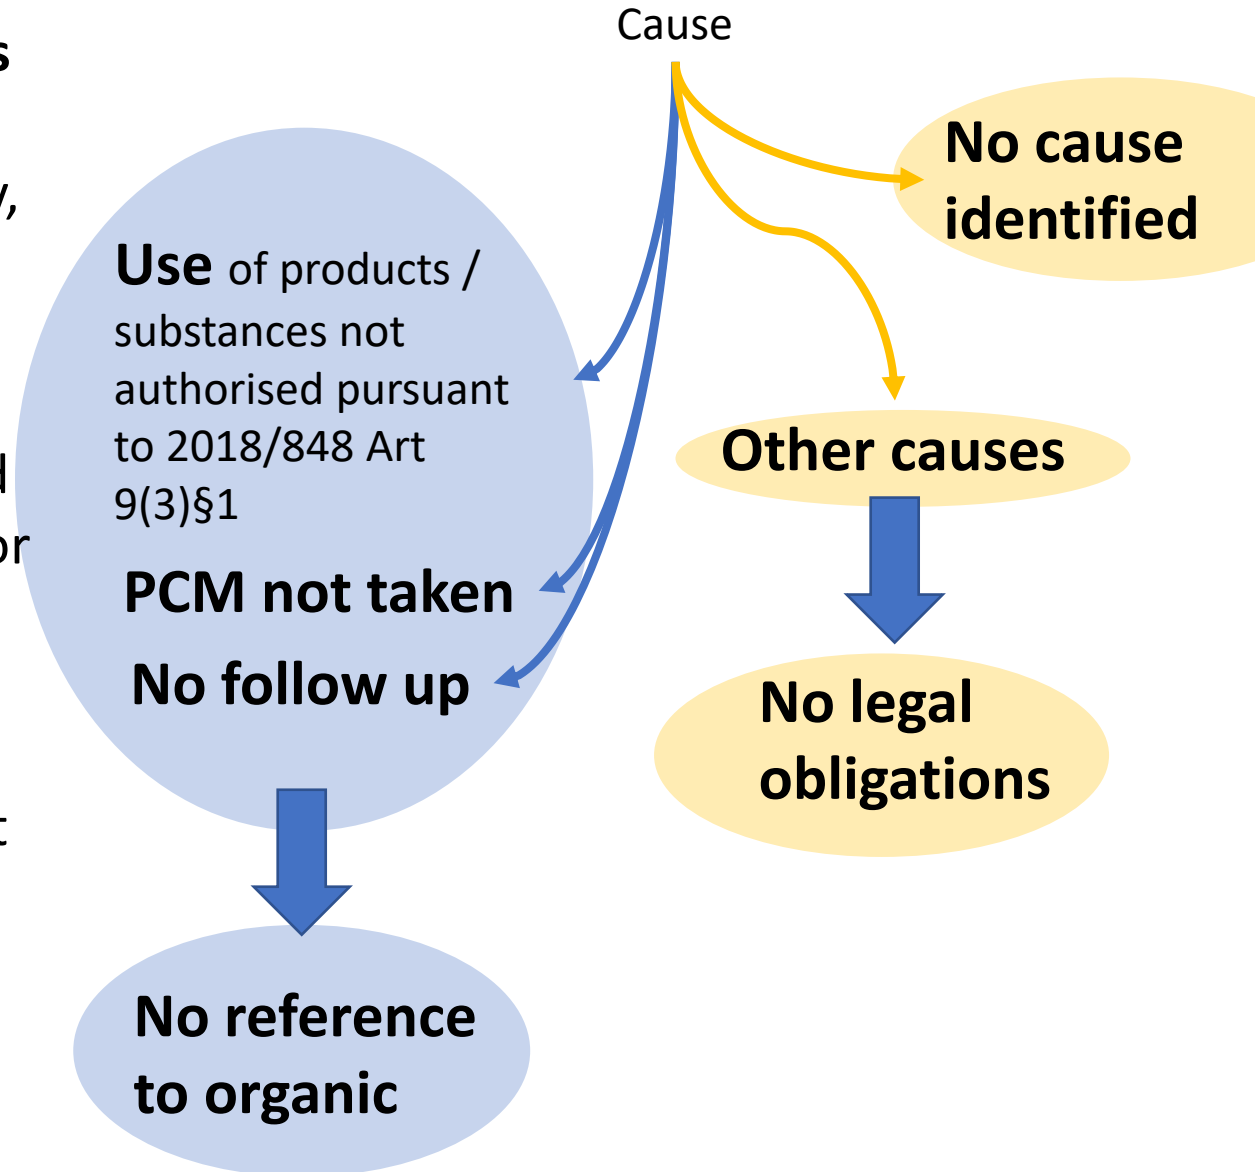 Cause
No cause
identified
Use of products /
substances not
authorised pursuant
to 2018/848 Art
9(3)§1
PCM not taken
No follow up
Other causes
No legal
obligations
No reference
to organic